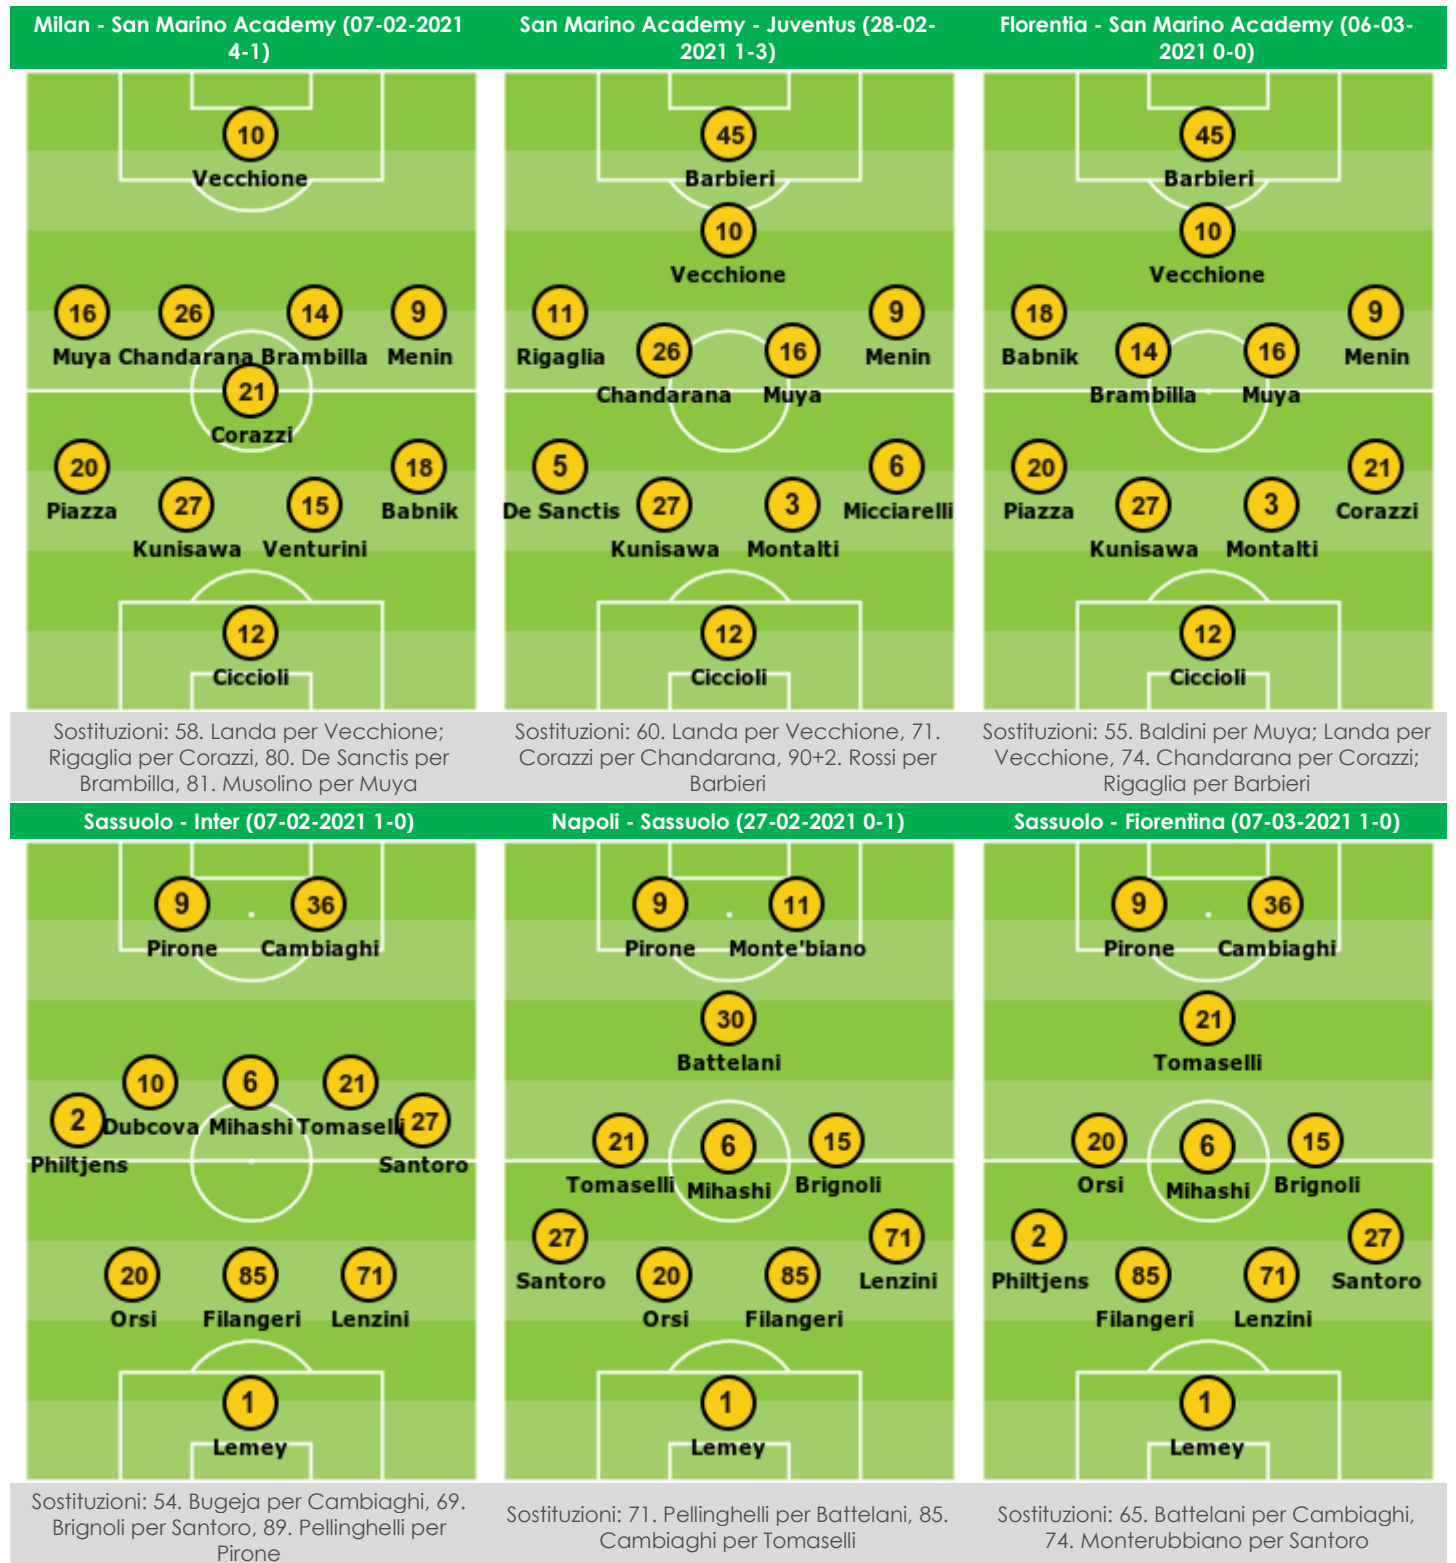 Milan - San Marino Academy (07-02-2021
4-1)
10
Vecchione
16
26
14
9
Muya
Chandarana
Brambilla
Menin
21
Corazzi
20
18
Piazza
27
15
Babnik
Kunisawa
Venturini
12
Ciccioli
Sostituzioni: 58. Landa per Vecchione;
Rigaglia per Corazzi, 80. De Sanctis per
Brambilla, 81. Musolino per Muya
San Marino Academy - Juventus (28-02-
2021 1-3)
45
Barbieri
10
Vecchione
11
9
Rigaglia
26
16
Menin
Chandarana
Muya
5
6
De Sanctis
27
3
Micciarelli
Kunisawa
Montalti
12
Ciccioli
Sostituzioni: 60. Landa per Vecchione, 71.
Corazzi per Chandarana, 90+2. Rossi per
Barbieri
Florentia - San Marino Academy (06-03-
2021 0-0)
45
Barbieri
10
Vecchione
18
9
Babnik
14
16
Menin
Brambilla
Muya
20
21
Piazza
27
3
Corazzi
Kunisawa
Montalti
12
Ciccioli
Sostituzioni: 55. Baldini per Muya; Landa per
Vecchione, 74. Chandarana per Corazzi;
Rigaglia per Barbieri
Sassuolo - Inter (07-02-2021 1-0)
9
36
Pirone
Cambiaghi
10
6
21
2
Dubcova
Mihashi
Tomaselli
27
Philtjens
Santoro
20
85
71
Orsi
Filangeri
Lenzini
1
Lemey
Sostituzioni: 54. Bugeja per Cambiaghi, 69.
Brignoli per Santoro, 89. Pellinghelli per
Pirone
Napoli - Sassuolo (27-02-2021 0-1)
9
11
Pirone
Monte'biano
30
Battelani
21
6
15
Tomaselli
Mihashi
Brignoli
27
71
Santoro
20
85
Lenzini
Orsi
Filangeri
1
Lemey
Sostituzioni: 71. Pellinghelli per Battelani, 85.
Cambiaghi per Tomaselli
Sassuolo - Fiorentina (07-03-2021 1-0)
9
36
Pirone
Cambiaghi
21
Tomaselli
20
6
15
Orsi
Mihashi
Brignoli
2
27
Philtjens
85
71
Santoro
Filangeri
Lenzini
1
Lemey
Sostituzioni: 65. Battelani per Cambiaghi,
74. Monterubbiano per Santoro